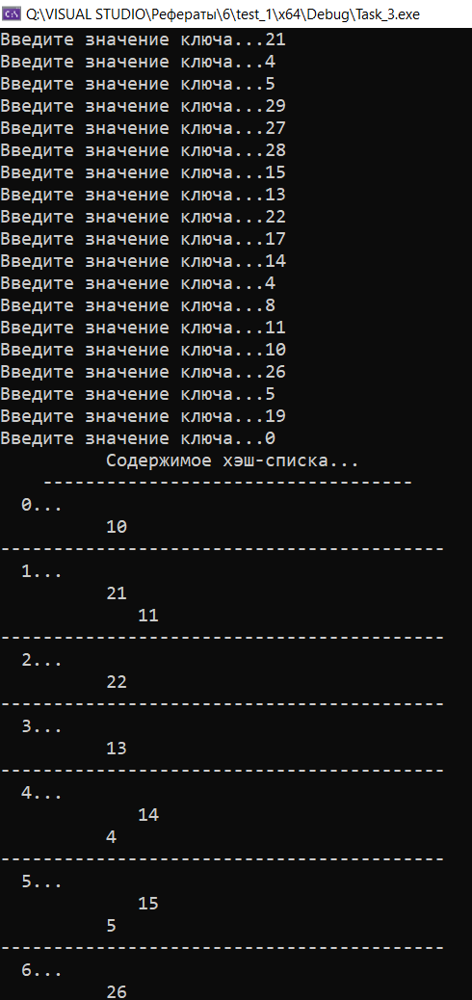 Q:\VISUAL STUDIO\Рефераты\6\test_1\x64\Debug\Task_3.exe
Введите значение ключа...21
Введите значение ключа...4
Введите значение ключа...5
Введите значение ключа...29
Введите значение ключа...27
Введите значение ключа...28
Введите значение ключа...15
Введите значение ключа...13
Введите значение ключа...22
Введите значение ключа...17
Введите значение ключа...14
Введите значение ключа...4
Введите значение ключа...8
Введите значение ключа...11
Введите значение ключа...10
Введите значение ключа...26
Введите значение ключа...5
Введите значение ключа...19
Введите значение ключа...0
Содержимое хэш-списка...
-----------------------------------
0...
10
------------------------------------------
1...
21
11
------------------------------------------
2...
22
------------------------------------------
3...
13
------------------------------------------
4...
14
4
------------------------------------------
5...
15
5
------------------------------------------
6...
26